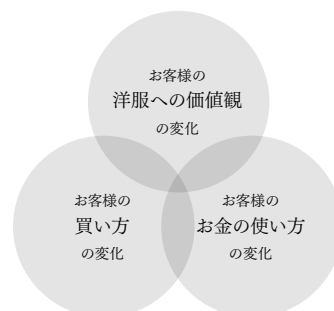 お客様の
洋服への価値観
の変化
お客様の
買い方
の変化
お客様の
お金の使い方
の変化